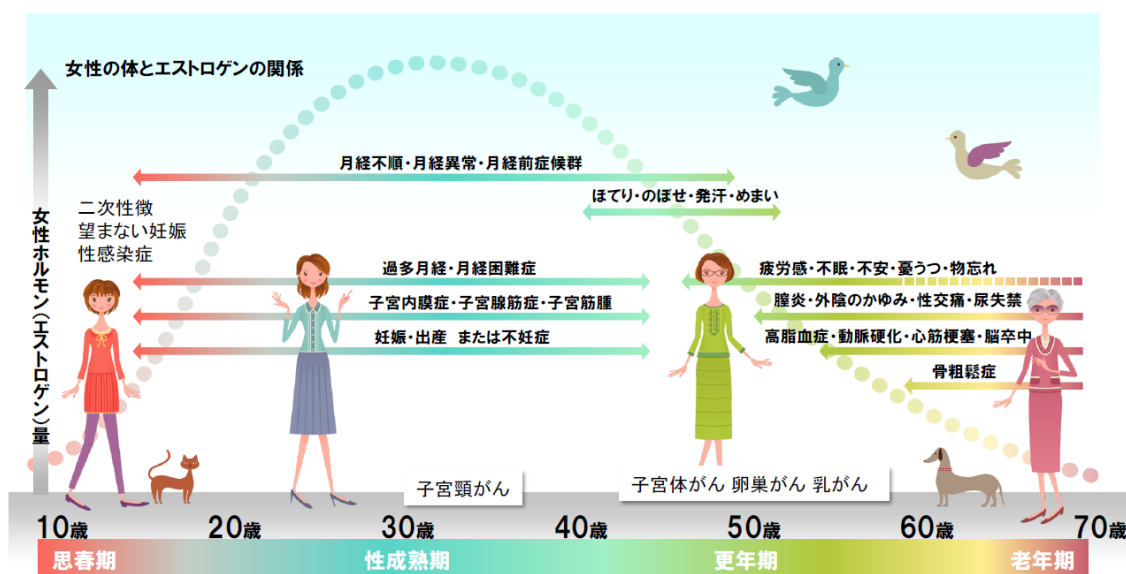 女性の体とエストロゲンの関係
女性ホルモン(エストロゲン)量
月経不順・月経異常・月経前症候群
ほてり・のぼせ・発汗・めまい
二次性徴
望まない妊娠
性感染症
過多月経・月経困難症
疲労感・不眠・不安・憂うつ・物忘れ
子宮内膜症・子宮腺筋症・子宮筋腫
膣炎・外陰のかゆみ・性交痛・尿失禁
妊娠・出産 または不妊症
高脂血症・動脈硬化・心筋梗塞・脳卒中
骨粗鬆症
子宮頸がん
子宮体がん 卵巣がん 乳がん
10歳 20歳 30歳 40歳 50歳 60歳 70歳
思春期 性成熟期 更年期 老年期